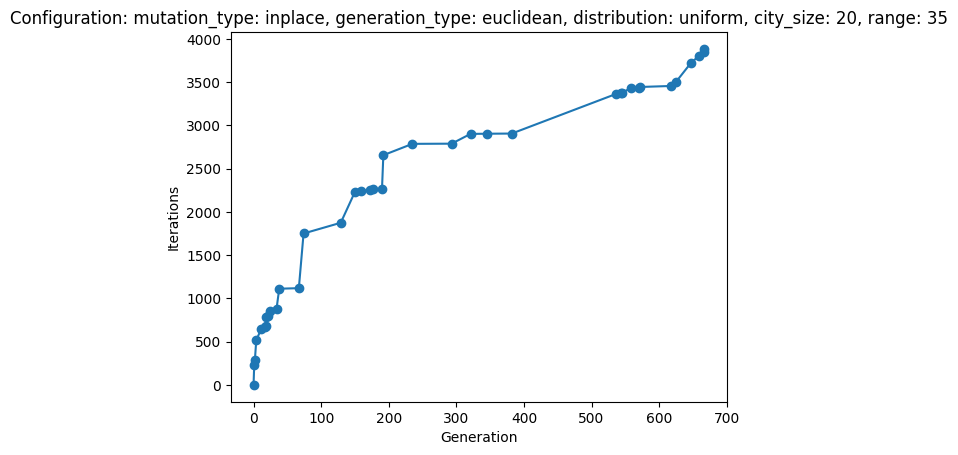 Configuration: mutation_type: inplace, generation_type: euclidean, distribution: uniform, city_size: 20, range: 35
4000
3500
3000
2500
2000
1500
1000
500
0
Iterations
0 100 200 300 400 500 600 700
Generation